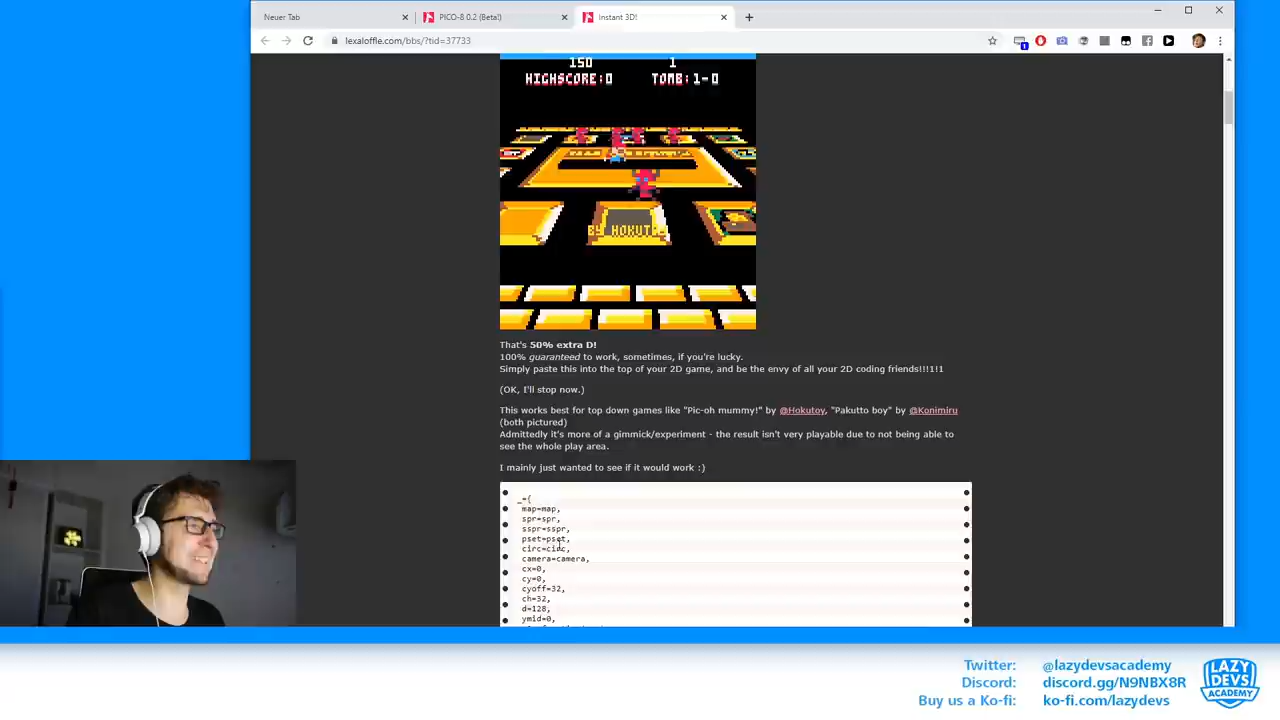 Neuer Tab
PICO-8 0.2 (Beta!)
Instant 3D!
lexaloffle.com/bbs/?tid=37733
150 1
HIGHSCORE:0 TOMB:1-0
BY HOKUT
That's 50% extra D!
100% guaranteed to work, sometimes, if you're lucky.
Simply paste this into the top of your 2D game, and be the envy of all your 2D coding friends!!!1!1
(OK, I'll stop now.)
This works best for top down games like "Pic-oh mummy!" by @Hokutoy, "Pakutto boy" by @Konimiru
(both pictured)
Admittedly it's more of a gimmick/experiment - the result isn't very playable due to not being able to
see the whole play area.
I mainly just wanted to see if it would work :)
_={
map=map,
spr=spr,
sspr=sspr,
pset=pset,
circ=circ,
camera=camera,
cx=0,
cy=0,
cyoff=32,
ch=32,
d=128,
ymid=0,
Twitter: @lazydevsacademy
Discord: discord.gg/N9NBX8R
Buy us a Ko-fi: ko-fi.com/lazydevs
LAZY
DEVS
ACADEMY